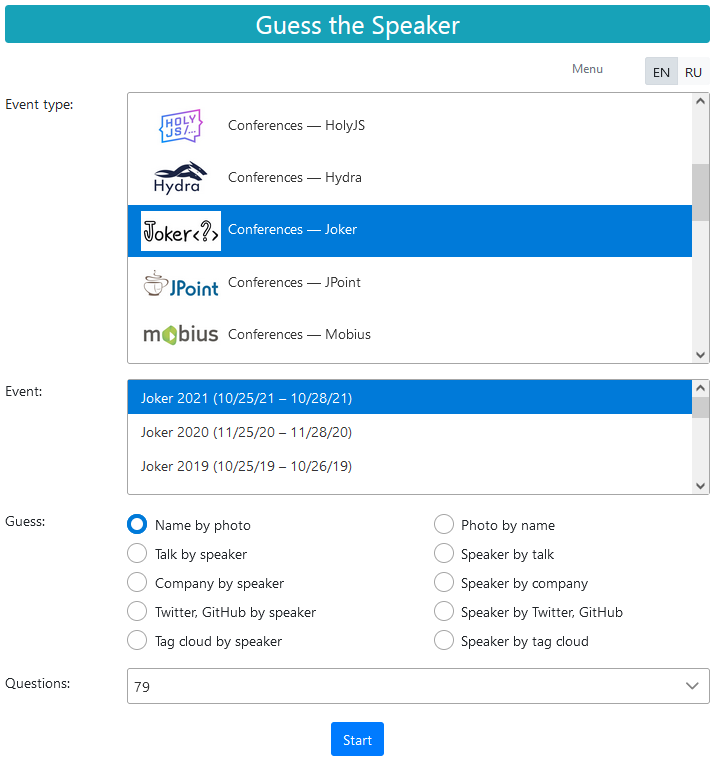 Guess the Speaker
Menu EN RU
Event type:
HOLY JS/... Conferences — HolyJS
Hydra Conferences — Hydra
Joker<?> Conferences — Joker
JPoint Conferences — JPoint
mobius Conferences — Mobius
Event:
Joker 2021 (10/25/21 – 10/28/21)
Joker 2020 (11/25/20 – 11/28/20)
Joker 2019 (10/25/19 – 10/26/19)
Guess:
Name by photo Photo by name
Talk by speaker Speaker by talk
Company by speaker Speaker by company
Twitter, GitHub by speaker Speaker by Twitter, GitHub
Tag cloud by speaker Speaker by tag cloud
Questions: 79
Start